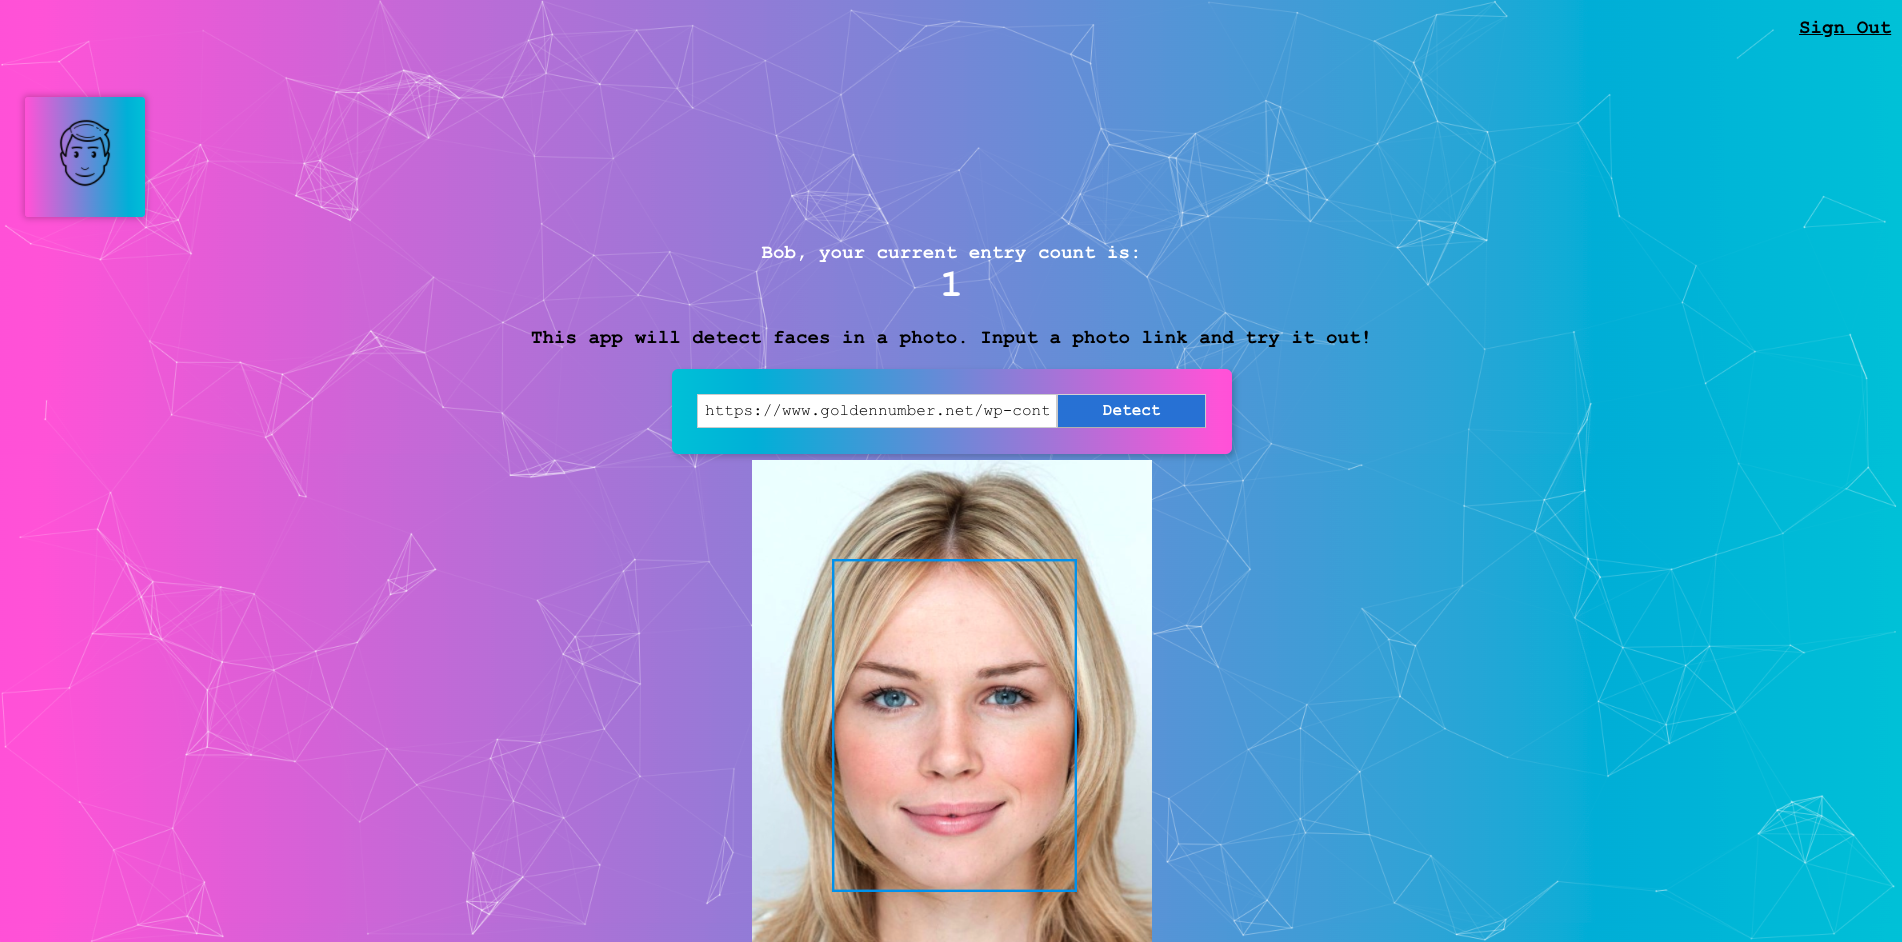 Sign Out
Bob, your current entry count is:
1
This app will detect faces in a photo. Input a photo link and try it out!
https://www.goldennumber.net/wp-cont
Detect